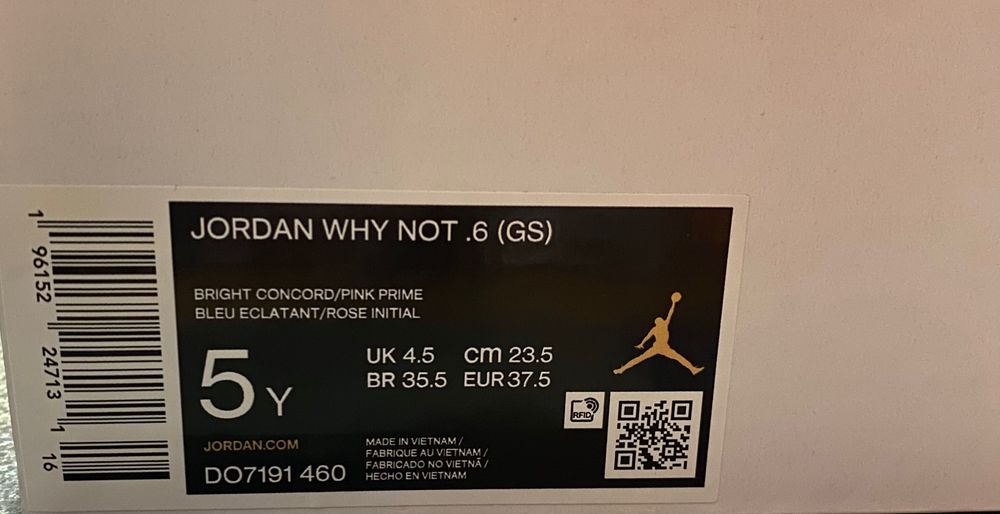 JORDAN WHY NOT .6 (GS)
BRIGHT CONCORD/PINK PRIME
BLEU ECLATANT/ROSE INITIAL
5 Y
UK 4.5 cm 23.5
BR 35.5 EUR 37.5
JORDAN.COM
DO7191 460
MADE IN VIETNAM /
FABRIQUE AU VIETNAM /
FABRICADO NO VIETNÃ /
HECHO EN VIETNAM
RFID
1 96152 24713 1 16